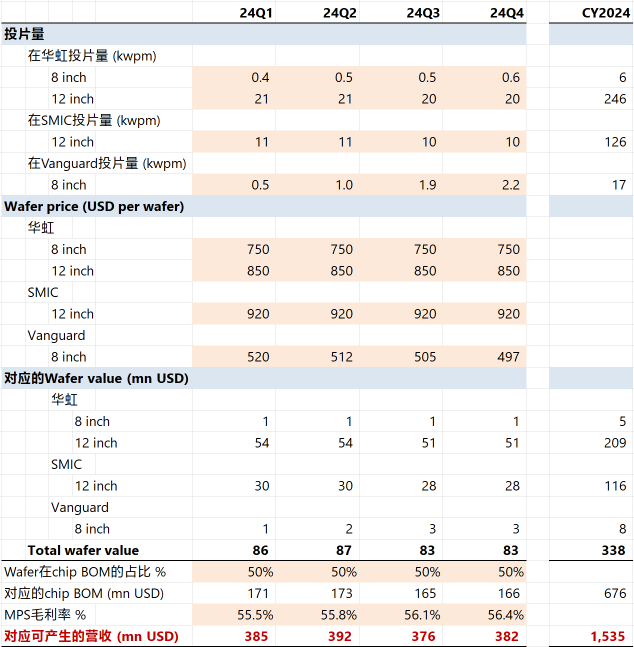 24Q1 24Q2 24Q3 24Q4 CY2024
投片量
在华虹投片量 (kwpm)
8 inch 0.4 0.5 0.5 0.6 6
12 inch 21 21 20 20 246
在SMIC投片量 (kwpm)
12 inch 11 11 10 10 126
在Vanguard投片量 (kwpm)
8 inch 0.5 1.0 1.9 2.2 17
Wafer price (USD per wafer)
华虹
8 inch 750 750 750 750
12 inch 850 850 850 850
SMIC
12 inch 920 920 920 920
Vanguard
8 inch 520 512 505 497
对应的Wafer value (mn USD)
华虹
8 inch 1 1 1 1 5
12 inch 54 54 51 51 209
SMIC
12 inch 30 30 28 28 116
Vanguard
8 inch 1 2 3 3 8
Total wafer value 86 87 83 83 338
Wafer在chip BOM的占比 % 50% 50% 50% 50%
对应的chip BOM (mn USD) 171 173 165 166 676
MPS毛利率 % 55.5% 55.8% 56.1% 56.4%
对应可产生的营收 (mn USD) 385 392 376 382 1,535